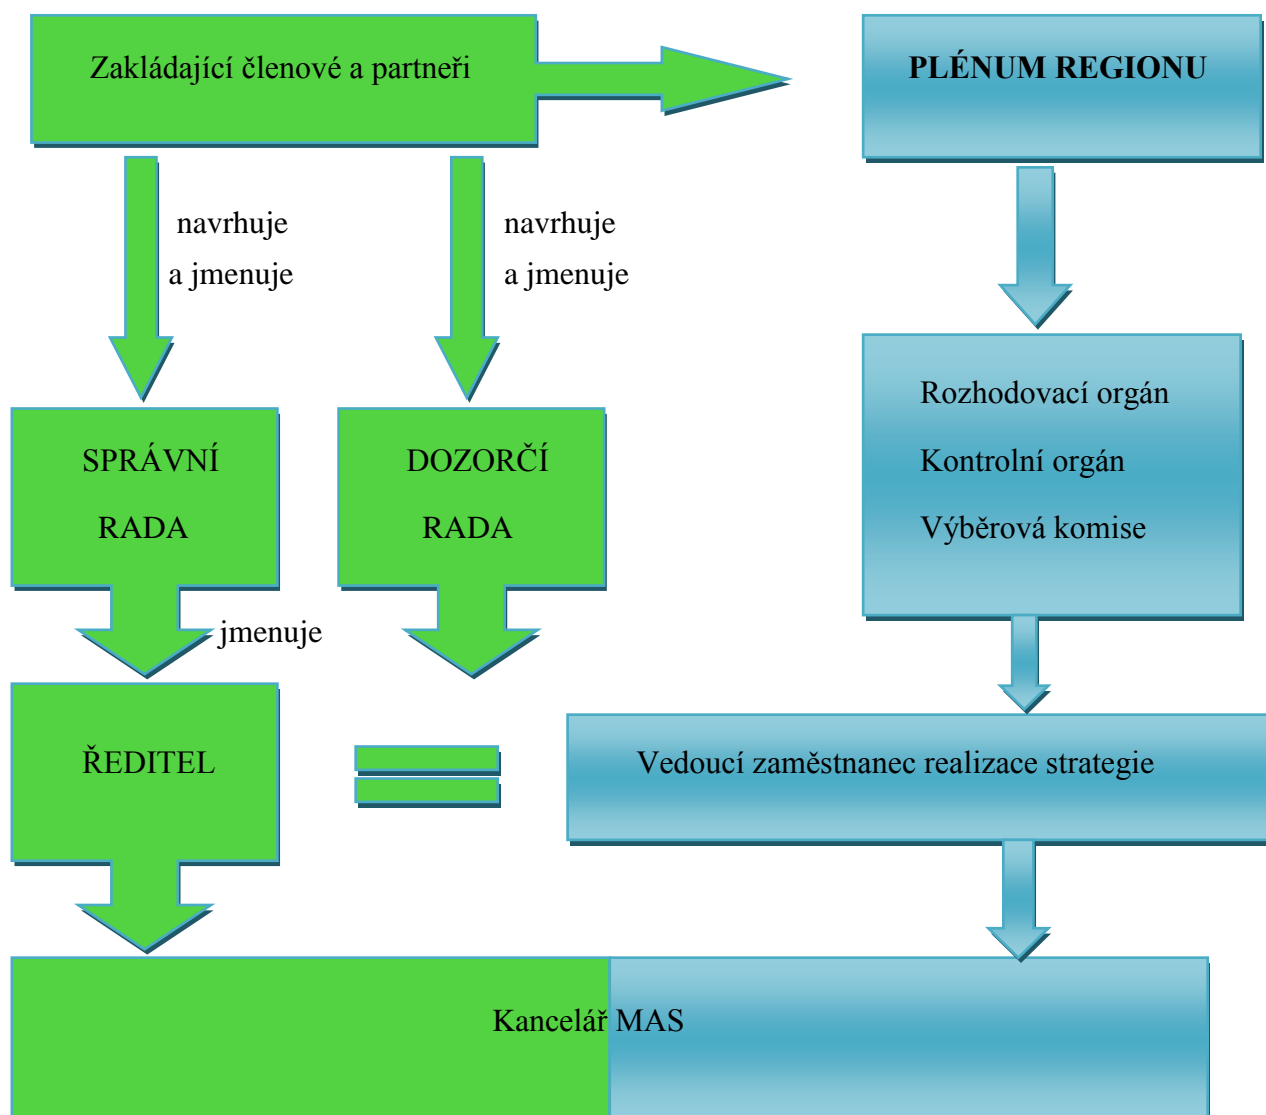 Zakládající členové a partneři
PLÉNUM REGIONU
navrhuje
a jmenuje
navrhuje
a jmenuje
SPRÁVNÍ
RADA
DOZORČÍ
RADA
Rozhodovací orgán
Kontrolní orgán
Výběrová komise
jmenuje
ŘEDITEL
Vedoucí zaměstnanec realizace strategie
Kancelář MAS